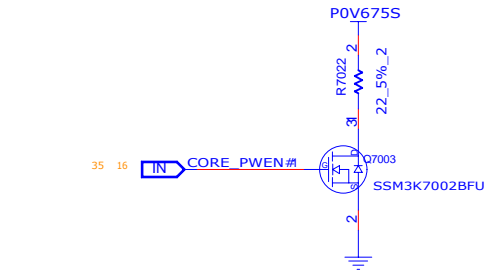 P0V675S
2
R7022
22_5%_2
1
3
D
Q7003
35 16 IN CORE_PWEN# 1
G
SSM3K7002BFU
S
2